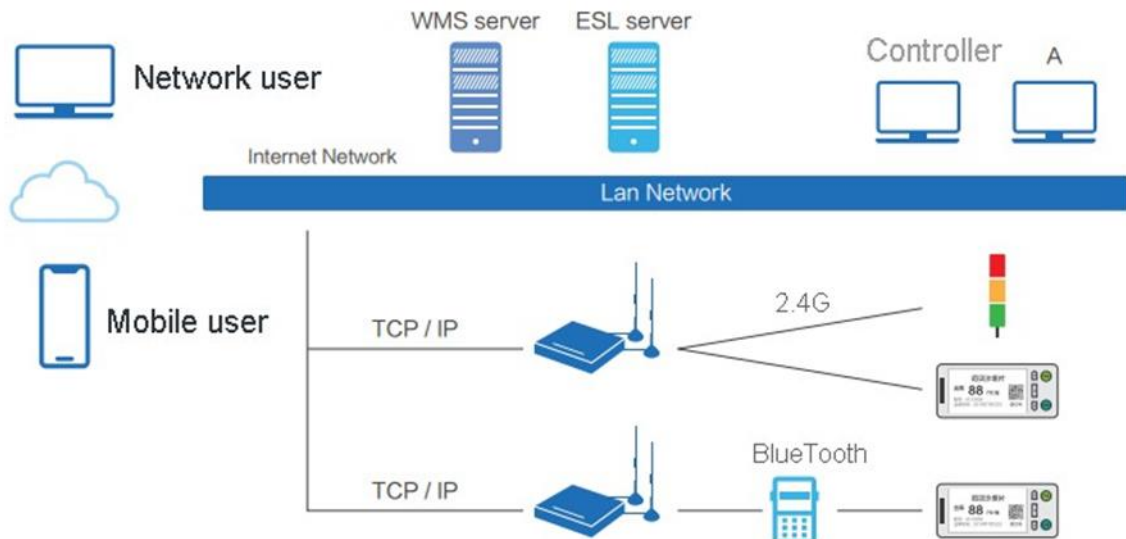 WMS server
ESL server
Controller
A
Network user
Internet Network
Lan Network
Mobile user
TCP / IP
2.4G
88
TCP / IP
BlueTooth
88